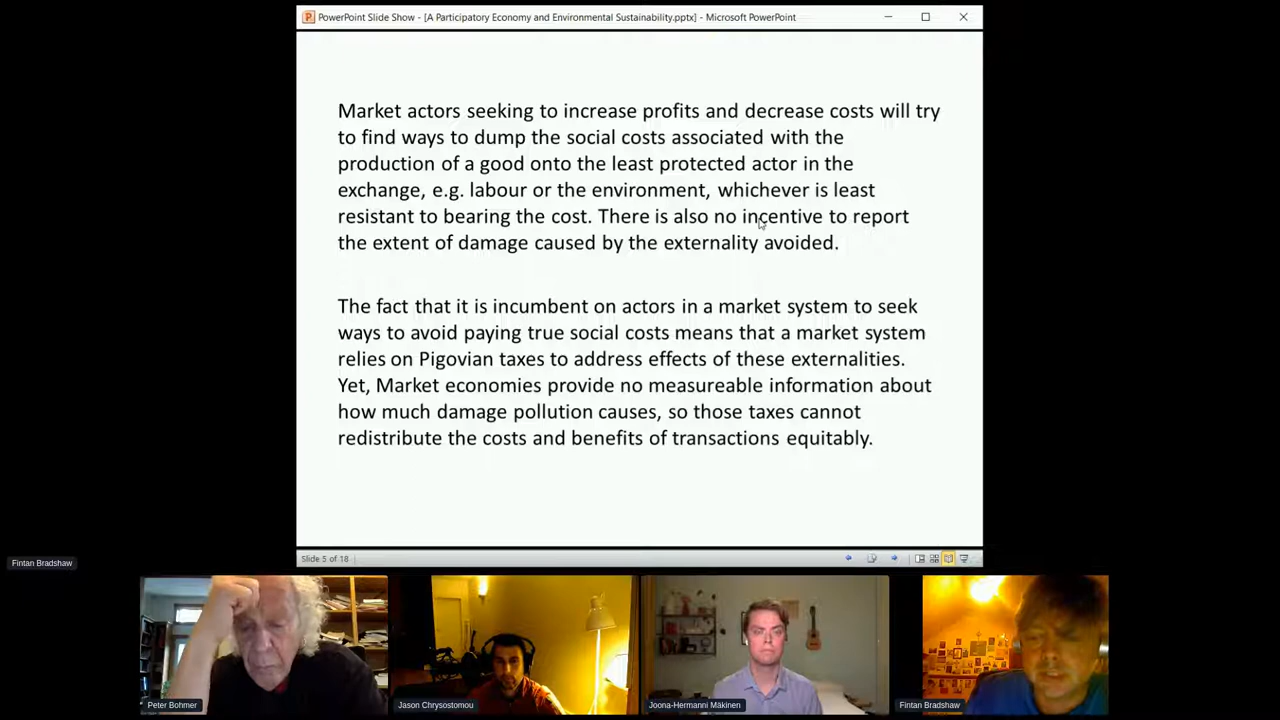 PowerPoint Slide Show - [A Participatory Economy and Environmental Sustainability.pptx] - Microsoft PowerPoint
Market actors seeking to increase profits and decrease costs will try
to find ways to dump the social costs associated with the
production of a good onto the least protected actor in the
exchange, e.g. labour or the environment, whichever is least
resistant to bearing the cost. There is also no incentive to report
the extent of damage caused by the externality avoided.
The fact that it is incumbent on actors in a market system to seek
ways to avoid paying true social costs means that a market system
relies on Pigovian taxes to address effects of these externalities.
Yet, Market economies provide no measureable information about
how much damage pollution causes, so those taxes cannot
redistribute the costs and benefits of transactions equitably.
Slide 5 of 18
Fintan Bradshaw
Peter Bohmer
Jason Chrysostomou
Joona-Hermanni Mäkinen
Fintan Bradshaw